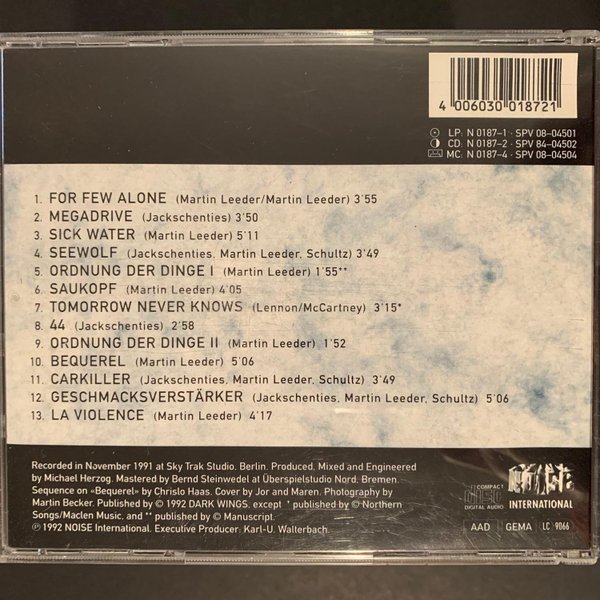 4 006030 018721
LP: N 0187-1 · SPV 08-04501
CD: N 0187-2 · SPV 84-04502
MC: N 0187-4 · SPV 08-04504
1. FOR FEW ALONE (Martin Leeder/Martin Leeder) 3'55
2. MEGADRIVE (Jackschenties) 3'50
3. SICK WATER (Martin Leeder) 5'11
4. SEEWOLF (Jackschenties, Martin Leeder, Schultz) 3'49
5. ORDNUNG DER DINGE I (Martin Leeder) 1'55**
6. SAUKOPF (Martin Leeder) 4'05
7. TOMORROW NEVER KNOWS (Lennon/McCartney) 3'15*
8. 44 (Jackschenties) 2'58
9. ORDNUNG DER DINGE II (Martin Leeder) 1'52
10. BEQUEREL (Martin Leeder) 5'06
11. CARKILLER (Jackschenties, Martin Leeder, Schultz) 3'49
12. GESCHMACKSVERSTÄRKER (Jackschenties, Martin Leeder, Schultz) 5'06
13. LA VIOLENCE (Martin Leeder) 4'17
Recorded in November 1991 at Sky Trak Studio. Berlin. Produced, Mixed and Engineered
by Michael Herzog. Mastered by Bernd Steinwedel at Überspielstudio Nord. Bremen.
Sequence on «Bequerel» by Chrislo Haas. Cover by Jor and Maren. Photography by
Martin Becker. Published by © 1992 DARK WINGS, except * published by © Northern
Songs/Maclen Music, and ** published by © Manuscript.
℗ 1992 NOISE International. Executive Producer: Karl-U. Walterbach.
COMPACT
disc
DIGITAL AUDIO
NOISE
INTERNATIONAL
AAD GEMA LC 9066